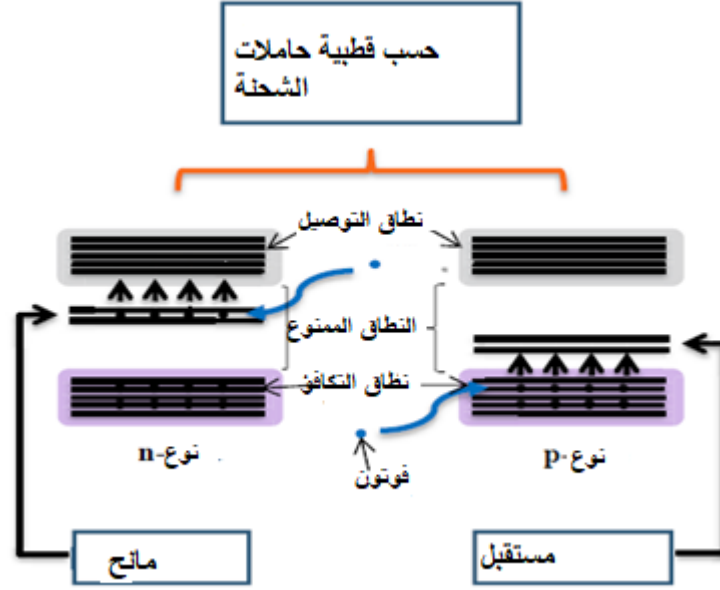 حسب قطبية حاملات
الشحنة
نطاق التوصيل
النطاق الممنوع
نطاق التكافؤ
نوع-n
نوع-p
فوتون
مانح
مستقبل